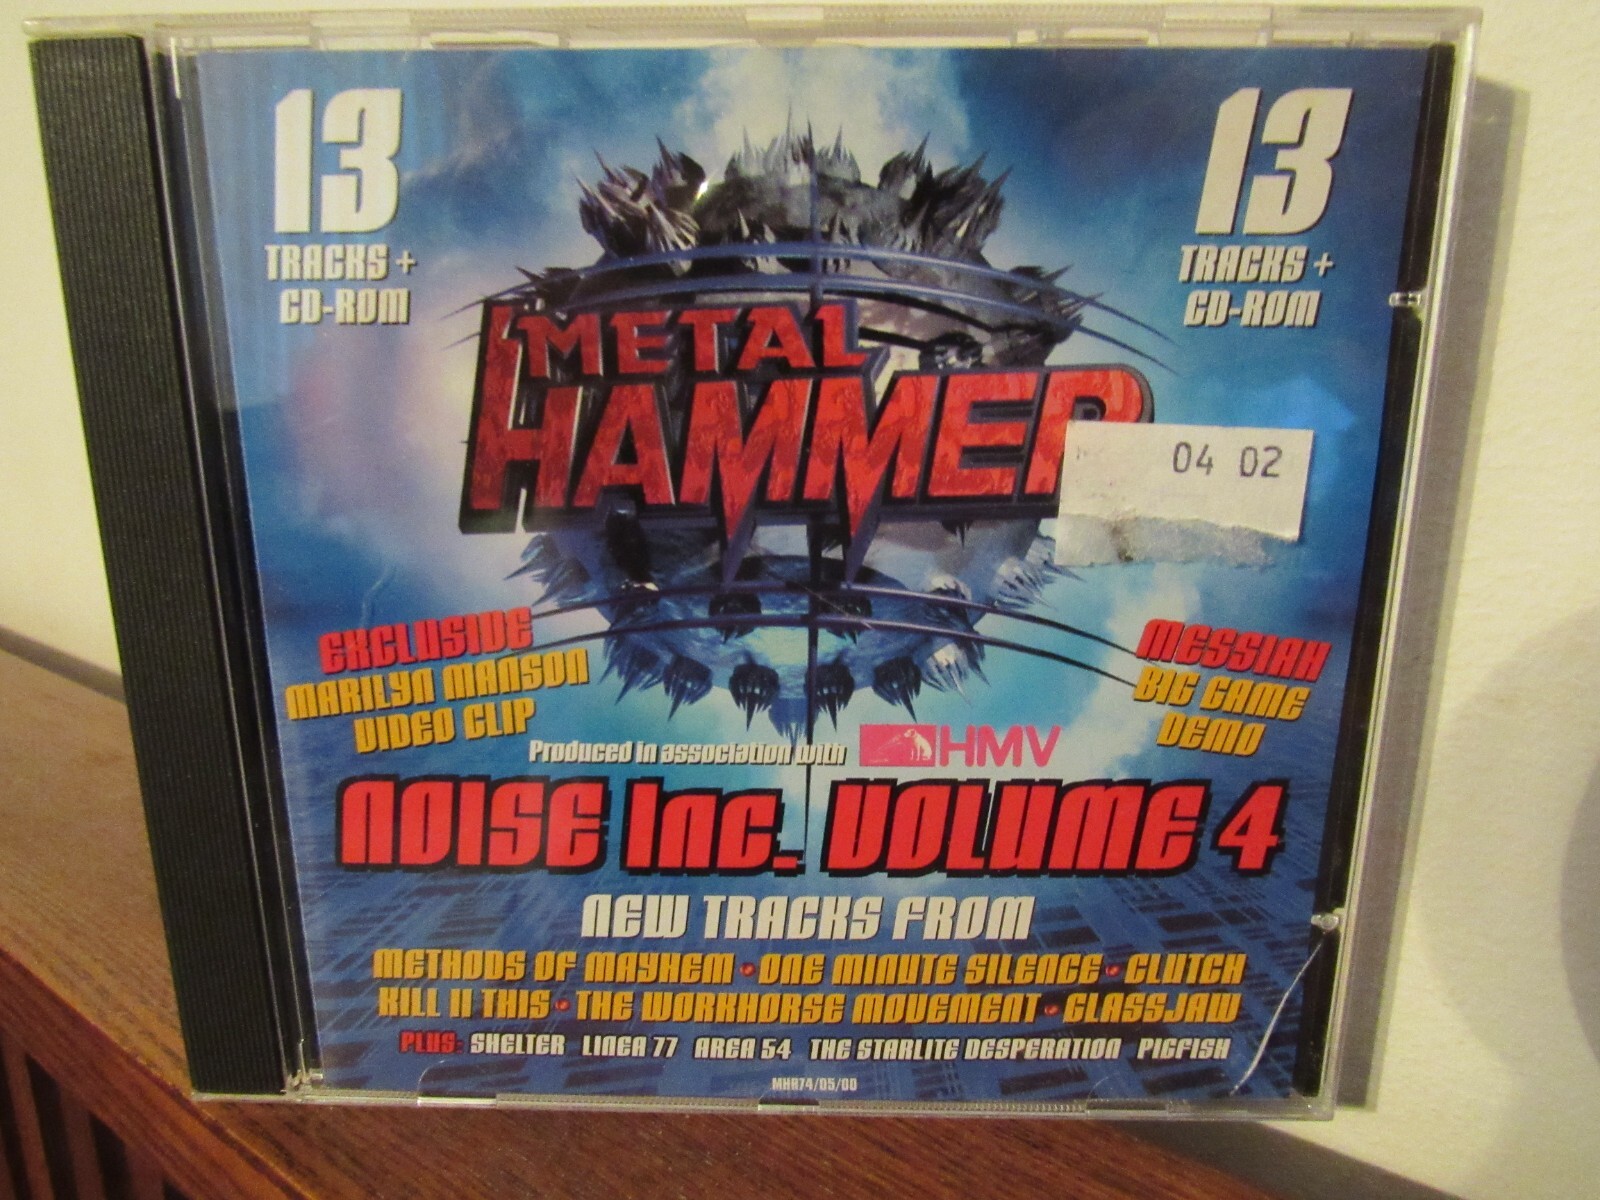 13
TRACKS +
CD-ROM
13
TRACKS +
CD-ROM
METAL
HAMMER
04 02
EXCLUSIVE
MARILYN MANSON
VIDEO CLIP
MESSIAH
BIG GAME
DEMO
Produced in association with HMV
NOISE Inc. VOLUME 4
NEW TRACKS FROM
METHODS OF MAYHEM • ONE MINUTE SILENCE • CLUTCH
KILL II THIS • THE WORKHORSE MOVEMENT • GLASSJAW
PLUS: SHELTER LINEA 77 AREA 54 THE STARLITE DESPERATION PIGFISH
MHR74/05/00